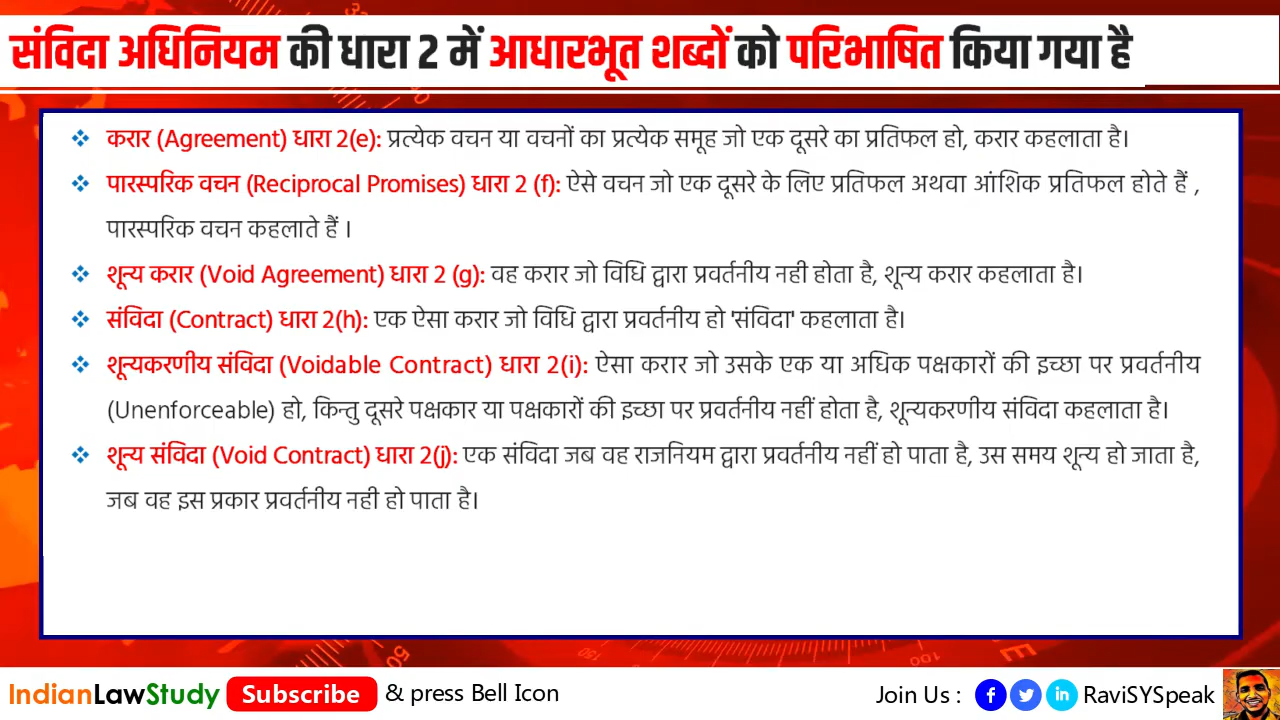 संविदा अधिनियम की धारा 2 में आधारभूत शब्दों को परिभाषित किया गया है
❖ करार (Agreement) धारा 2(e): प्रत्येक वचन या वचनों का प्रत्येक समूह जो एक दूसरे का प्रतिफल हो, करार कहलाता है।
❖ पारस्परिक वचन (Reciprocal Promises) धारा 2 (f): ऐसे वचन जो एक दूसरे के लिए प्रतिफल अथवा आंशिक प्रतिफल होते हैं ,
पारस्परिक वचन कहलाते हैं ।
❖ शून्य करार (Void Agreement) धारा 2 (g): वह करार जो विधि द्वारा प्रवर्तनीय नही होता है, शून्य करार कहलाता है।
❖ संविदा (Contract) धारा 2(h): एक ऐसा करार जो विधि द्वारा प्रवर्तनीय हो 'संविदा' कहलाता है।
❖ शून्यकरणीय संविदा (Voidable Contract) धारा 2(i): ऐसा करार जो उसके एक या अधिक पक्षकारों की इच्छा पर प्रवर्तनीय
(Unenforceable) हो, किन्तु दूसरे पक्षकार या पक्षकारों की इच्छा पर प्रवर्तनीय नहीं होता है, शून्यकरणीय संविदा कहलाता है।
❖ शून्य संविदा (Void Contract) धारा 2(j): एक संविदा जब वह राजनियम द्वारा प्रवर्तनीय नहीं हो पाता है, उस समय शून्य हो जाता है,
जब वह इस प्रकार प्रवर्तनीय नही हो पाता है।
50
150
100
IndianLawStudy Subscribe & press Bell Icon Join Us : RaviSYSpeak